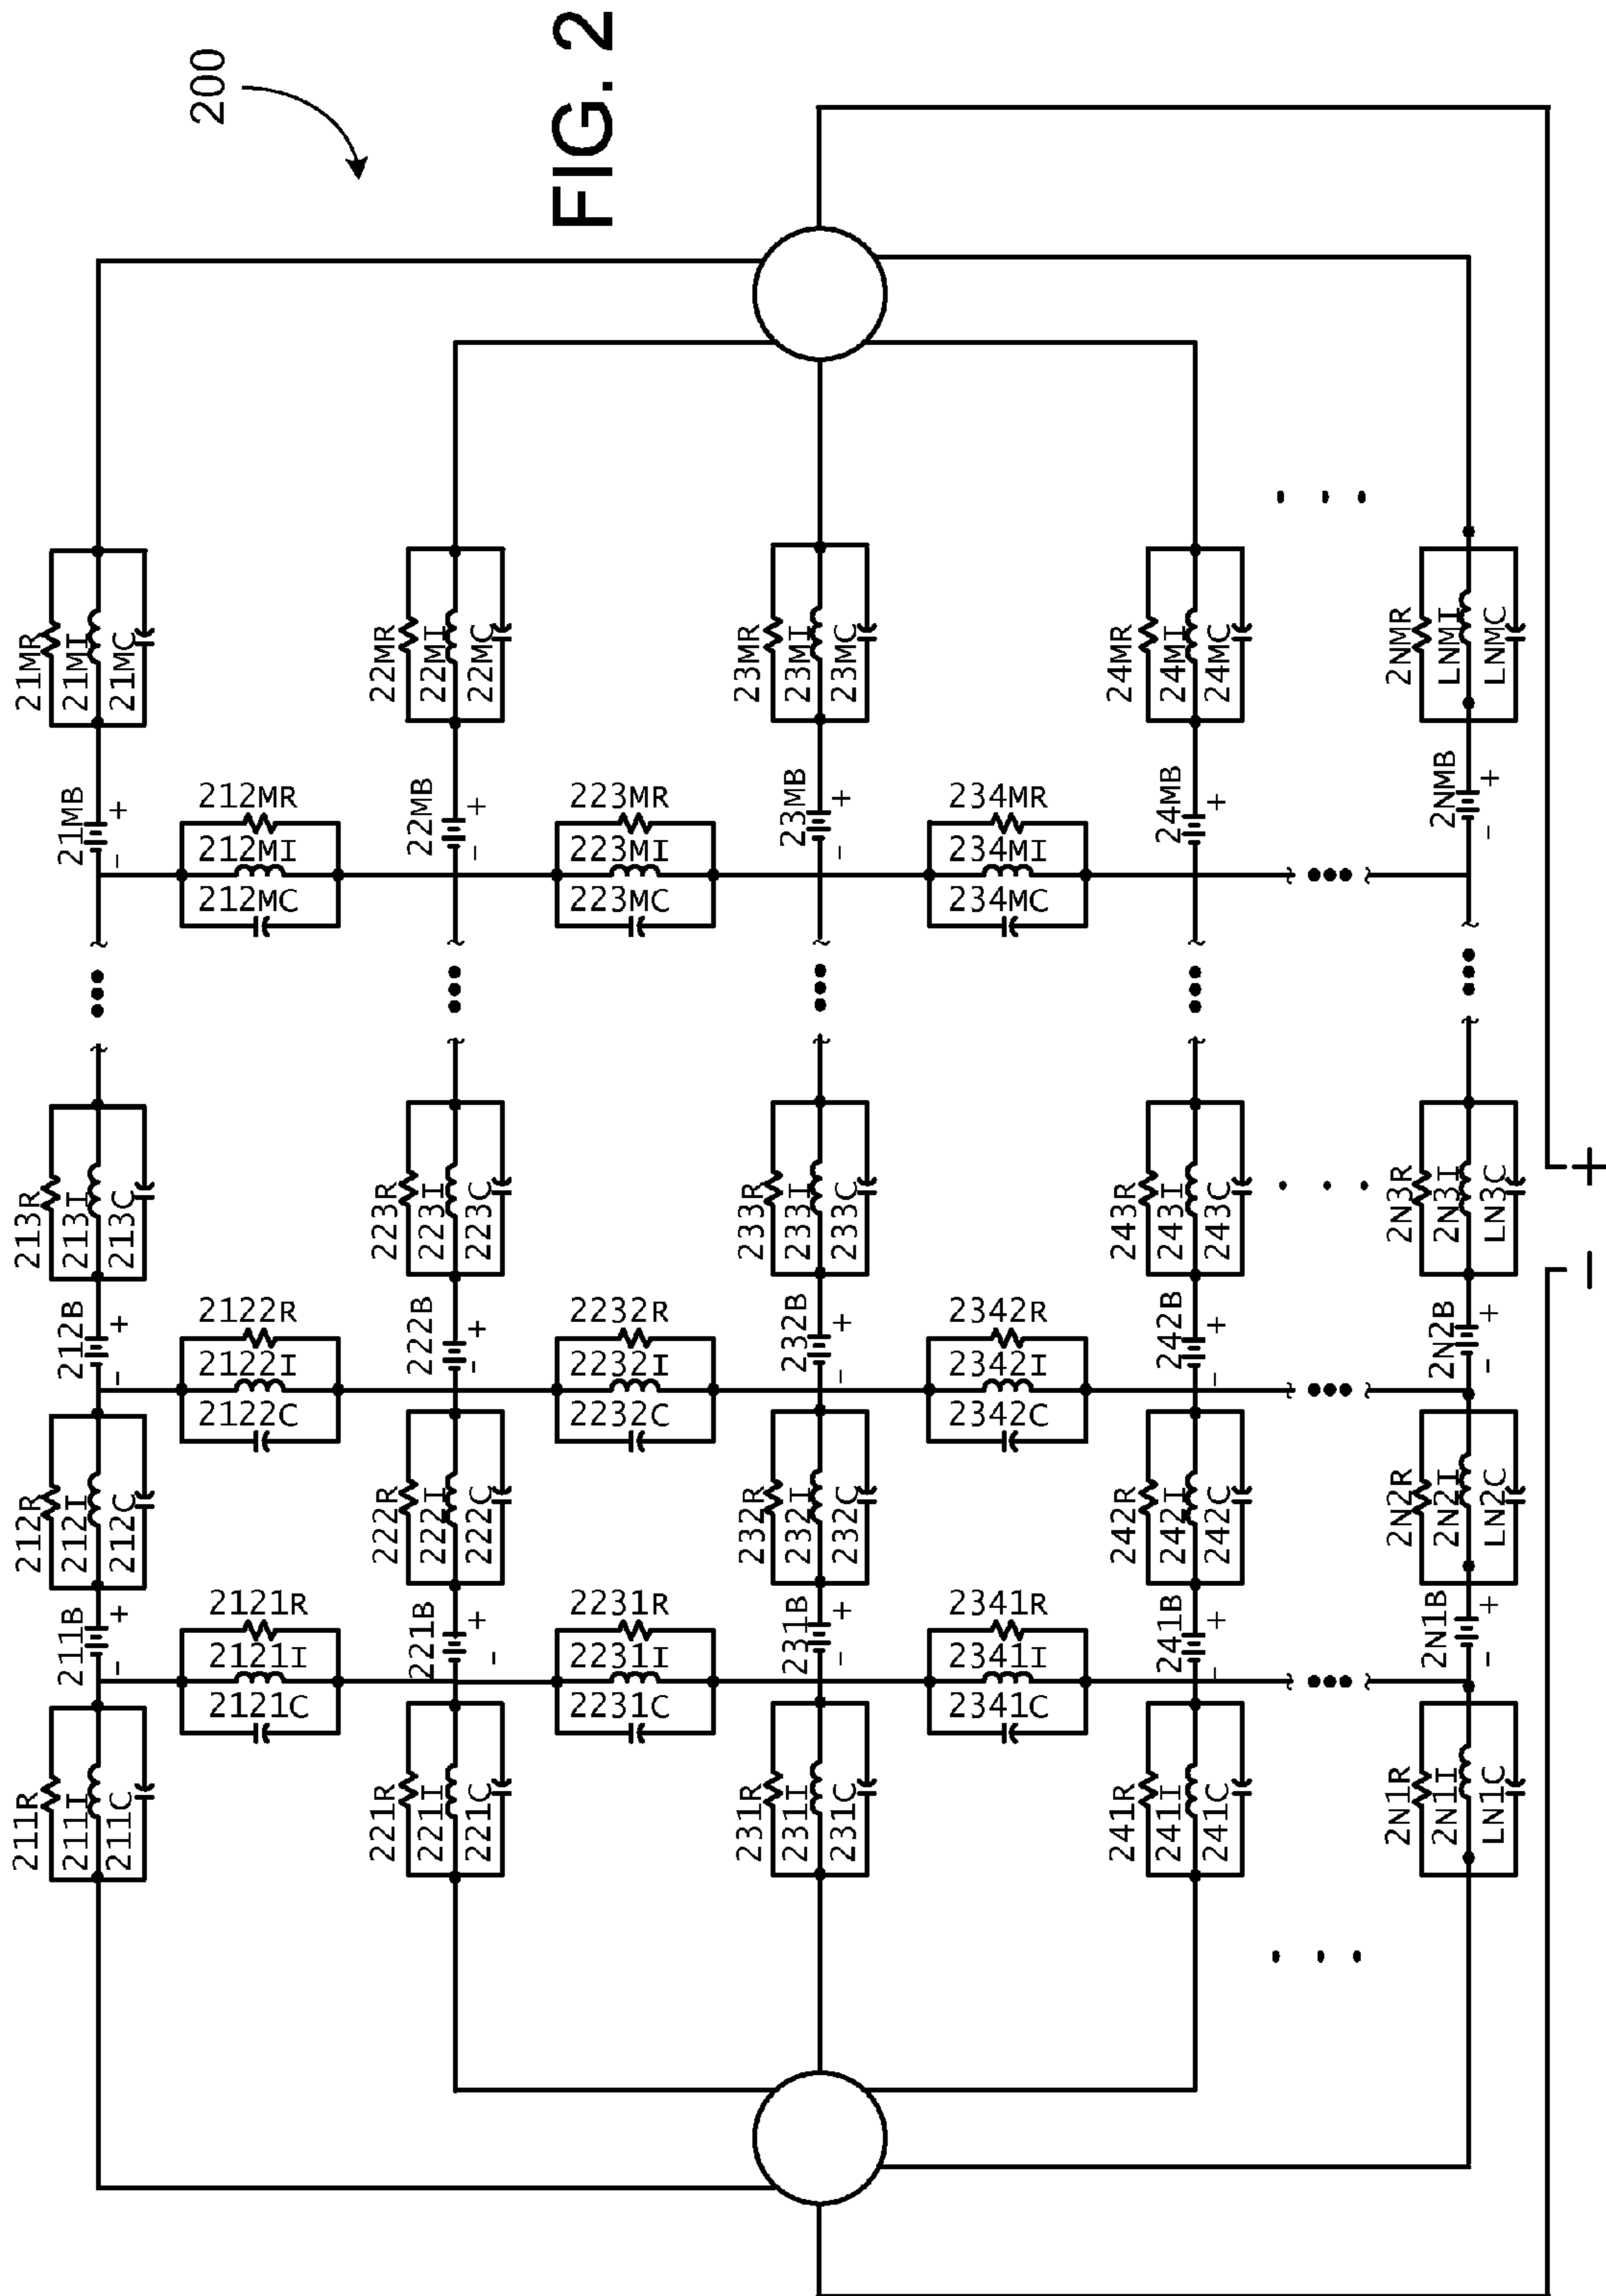 200
FIG. 2
21MR
21MI
21MC
22MR
22MI
22MC
23MR
23MI
23MC
24MR
24MI
24MC
2NMR
LNMI
LNMC
21MB
+
-
22MB
+
-
23MB
+
-
24MB
+
2NMB
+
-
212MR
212MI
212MC
223MR
223MI
223MC
234MR
234MI
234MC
213R
213I
213C
223R
223I
223C
233R
233I
233C
243R
243I
243C
2N3R
2N3I
LN3C
212B
+
-
222B
+
-
232B
+
-
242B
+
-
2N2B
+
-
2122R
2122I
2122C
2232R
2232I
2232C
2342R
2342I
2342C
212R
212I
212C
222R
222I
222C
232R
232I
232C
242R
242I
242C
2N2R
2N2I
LN2C
211B
+
-
221B
+
-
231B
+
-
241B
+
-
2N1B
+
-
2121R
2121I
2121C
2231R
2231I
2231C
2341R
2341I
2341C
211R
211I
211C
221R
221I
221C
231R
231I
231C
241R
241I
241C
2N1R
2N1I
LN1C
+
-